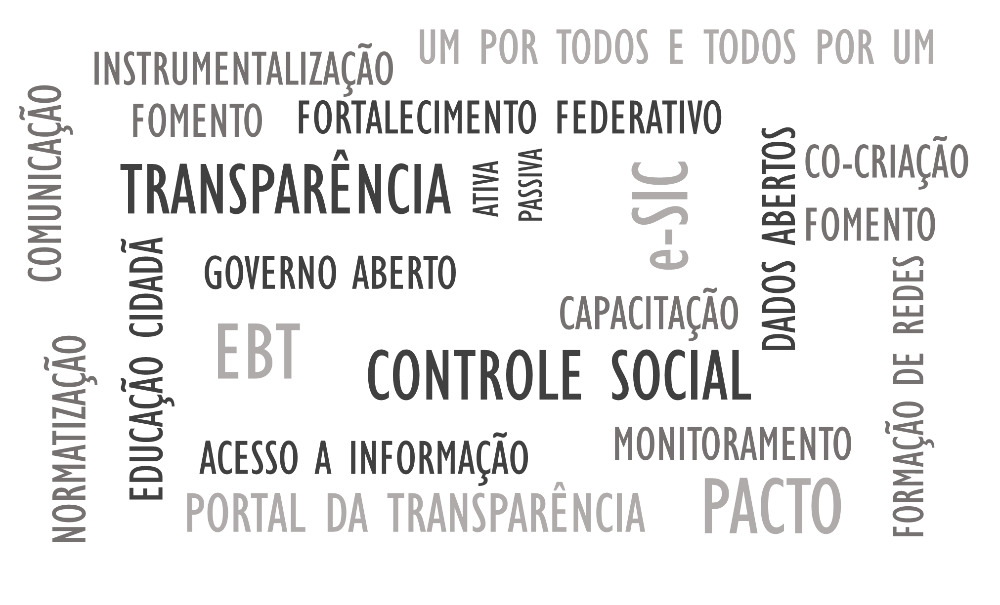 UM POR TODOS E TODOS POR UM
INSTRUMENTALIZAÇÃO
COMUNICAÇÃO
FOMENTO
FORTALECIMENTO FEDERATIVO
TRANSPARÊNCIA
ATIVA
PASSIVA
e-SIC
DADOS ABERTOS
CO-CRIAÇÃO
FOMENTO
EDUCAÇÃO CIDADÃ
GOVERNO ABERTO
FORMAÇÃO DE REDES
CAPACITAÇÃO
EBT
NORMATIZAÇÃO
CONTROLE SOCIAL
MONITORAMENTO
ACESSO A INFORMAÇÃO
PACTO
PORTAL DA TRANSPARÊNCIA